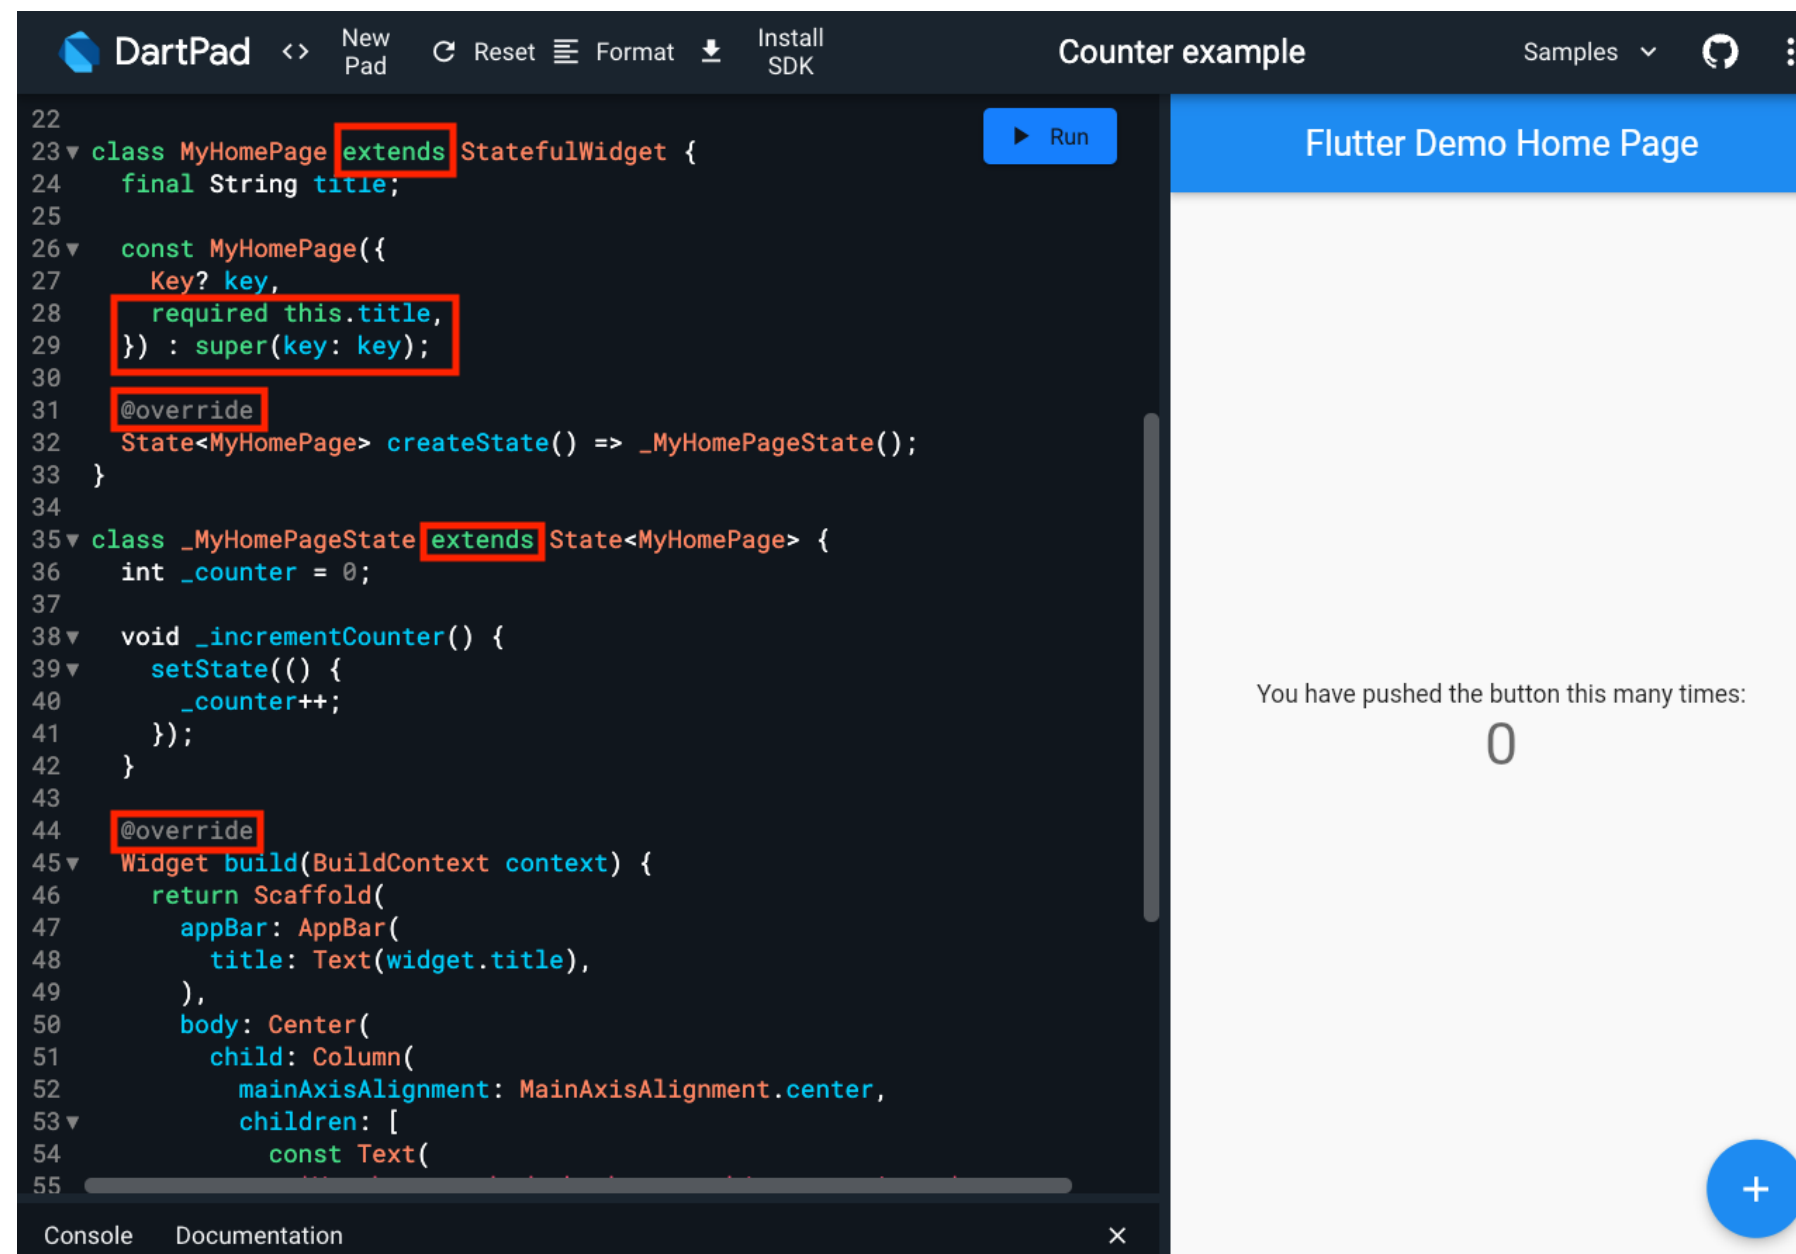 DartPad <> New Pad Reset Format Install SDK Counter example Samples
22
23 class MyHomePage extends StatefulWidget {
24 final String title;
25
26 const MyHomePage({
27 Key? key,
28 required this.title,
29 }) : super(key: key);
30
31 @override
32 State<MyHomePage> createState() => _MyHomePageState();
33 }
34
35 class _MyHomePageState extends State<MyHomePage> {
36 int _counter = 0;
37
38 void _incrementCounter() {
39 setState(() {
40 _counter++;
41 });
42 }
43
44 @override
45 Widget build(BuildContext context) {
46 return Scaffold(
47 appBar: AppBar(
48 title: Text(widget.title),
49 ),
50 body: Center(
51 child: Column(
52 mainAxisAlignment: MainAxisAlignment.center,
53 children: [
54 const Text(
55
Run
Console Documentation
Flutter Demo Home Page
You have pushed the button this many times:
0
+